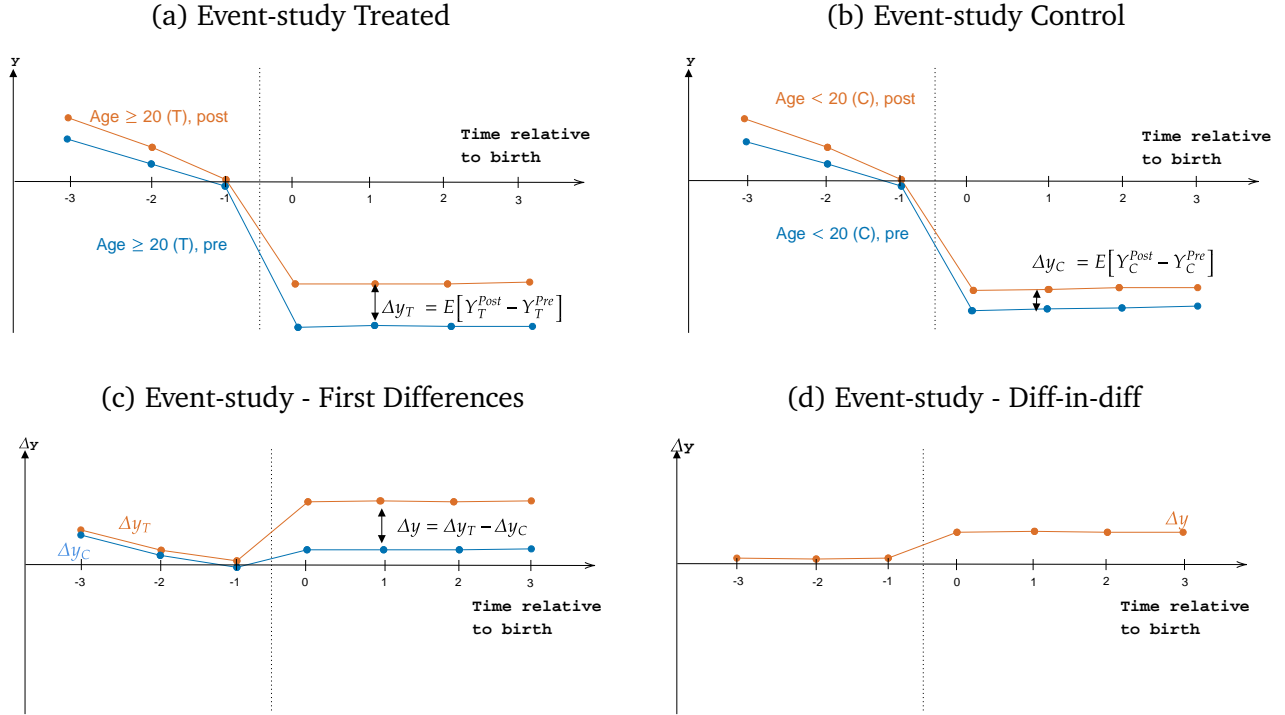 (a) Event-study Treated
y
Age ≥ 20 (T), post
Time relative
to birth
-3 -2 -1 0 1 2 3
Age ≥ 20 (T), pre
Δy_T = E[Y_T^Post − Y_T^Pre]
(b) Event-study Control
y
Age < 20 (C), post
Time relative
to birth
-3 -2 -1 0 1 2 3
Age < 20 (C), pre
Δy_C = E[Y_C^Post − Y_C^Pre]
(c) Event-study - First Differences
Δy
Δy_T
Δy_C
Δy = Δy_T − Δy_C
-3 -2 -1 0 1 2 3
Time relative
to birth
(d) Event-study - Diff-in-diff
Δy
Δy
-3 -2 -1 0 1 2 3
Time relative
to birth